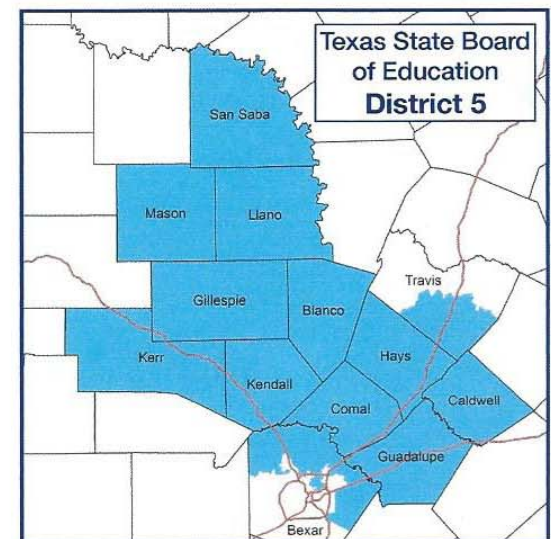 Texas State Board
of Education
District 5
San Saba
Mason
Llano
Travis
Gillespie
Blanco
Hays
Kerr
Kendall
Caldwell
Comal
Guadalupe
Bexar